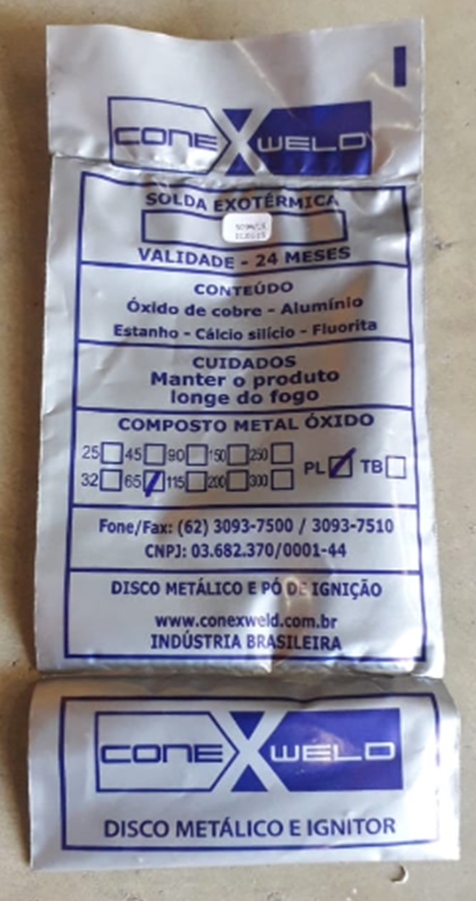 CONEXWELD
SOLDA EXOTÉRMICA
VALIDADE - 24 MESES
CONTEÚDO
Óxido de cobre - Alumínio
Estanho - Cálcio silício - Fluorita
CUIDADOS
Manter o produto
longe do fogo
COMPOSTO METAL ÓXIDO
25 45 90 150 250
32 65 115 200 300 PL TB
Fone/Fax: (62) 3093-7500 / 3093-7510
CNPJ: 03.682.370/0001-44
DISCO METÁLICO E PÓ DE IGNIÇÃO
www.conexweld.com.br
INDÚSTRIA BRASILEIRA
CONEXWELD
DISCO METÁLICO E IGNITOR